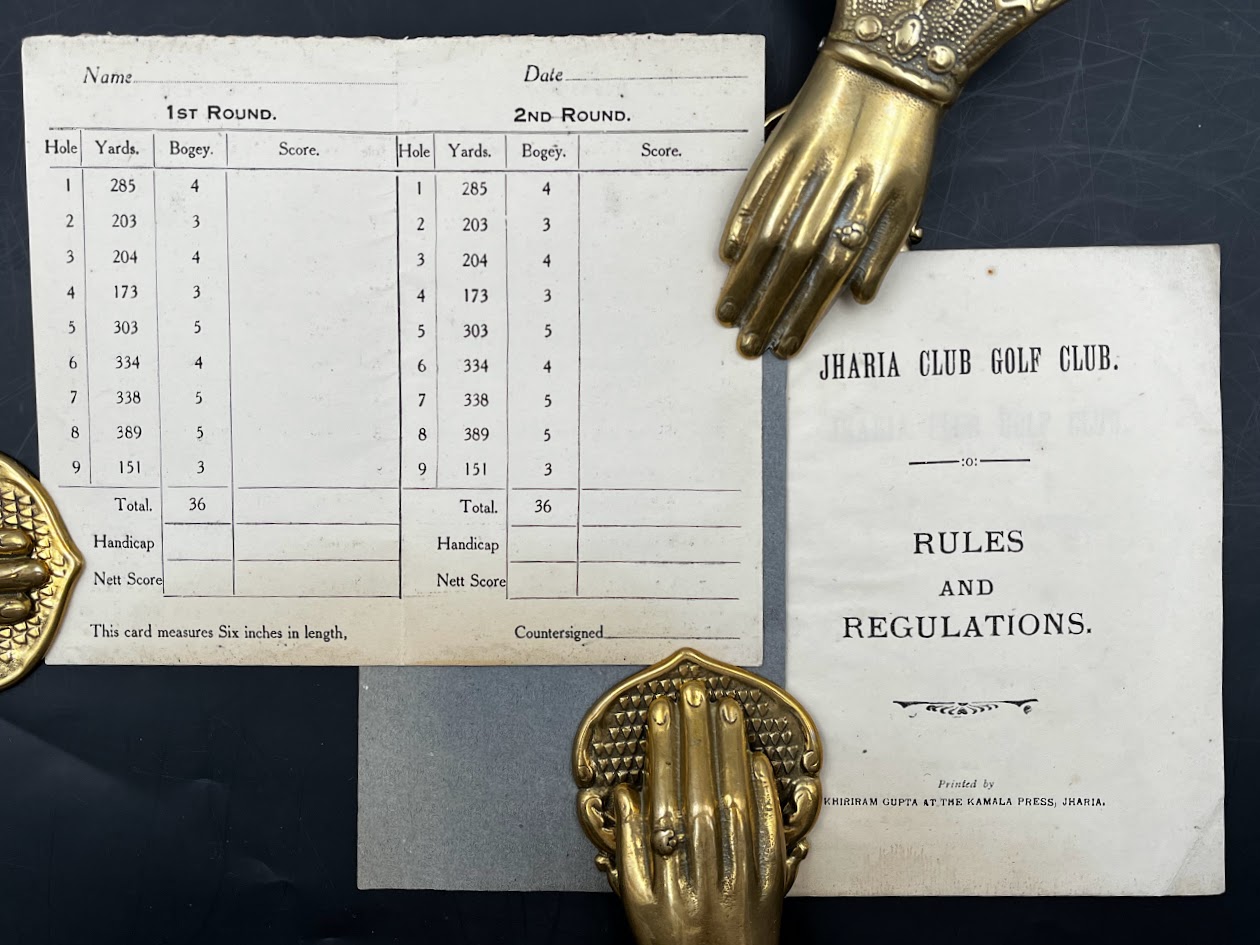 Name Date
1ST ROUND. 2ND ROUND.
Hole Yards. Bogey. Score. Hole Yards. Bogey. Score.
1 285 4 1 285 4
2 203 3 2 203 3
3 204 4 3 204 4
4 173 3 4 173 3
5 303 5 5 303 5
6 334 4 6 334 4
7 338 5 7 338 5
8 389 5 8 389 5
9 151 3 9 151 3
Total. 36 Total. 36
Handicap Handicap
Nett Score Nett Score
This card measures Six inches in length, Countersigned
JHARIA CLUB GOLF CLUB.
:o:
RULES
AND
REGULATIONS.
Printed by
KHIRIRAM GUPTA AT THE KAMALA PRESS, JHARIA.